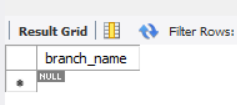 Result Grid Filter Rows:
branch_name
NULL